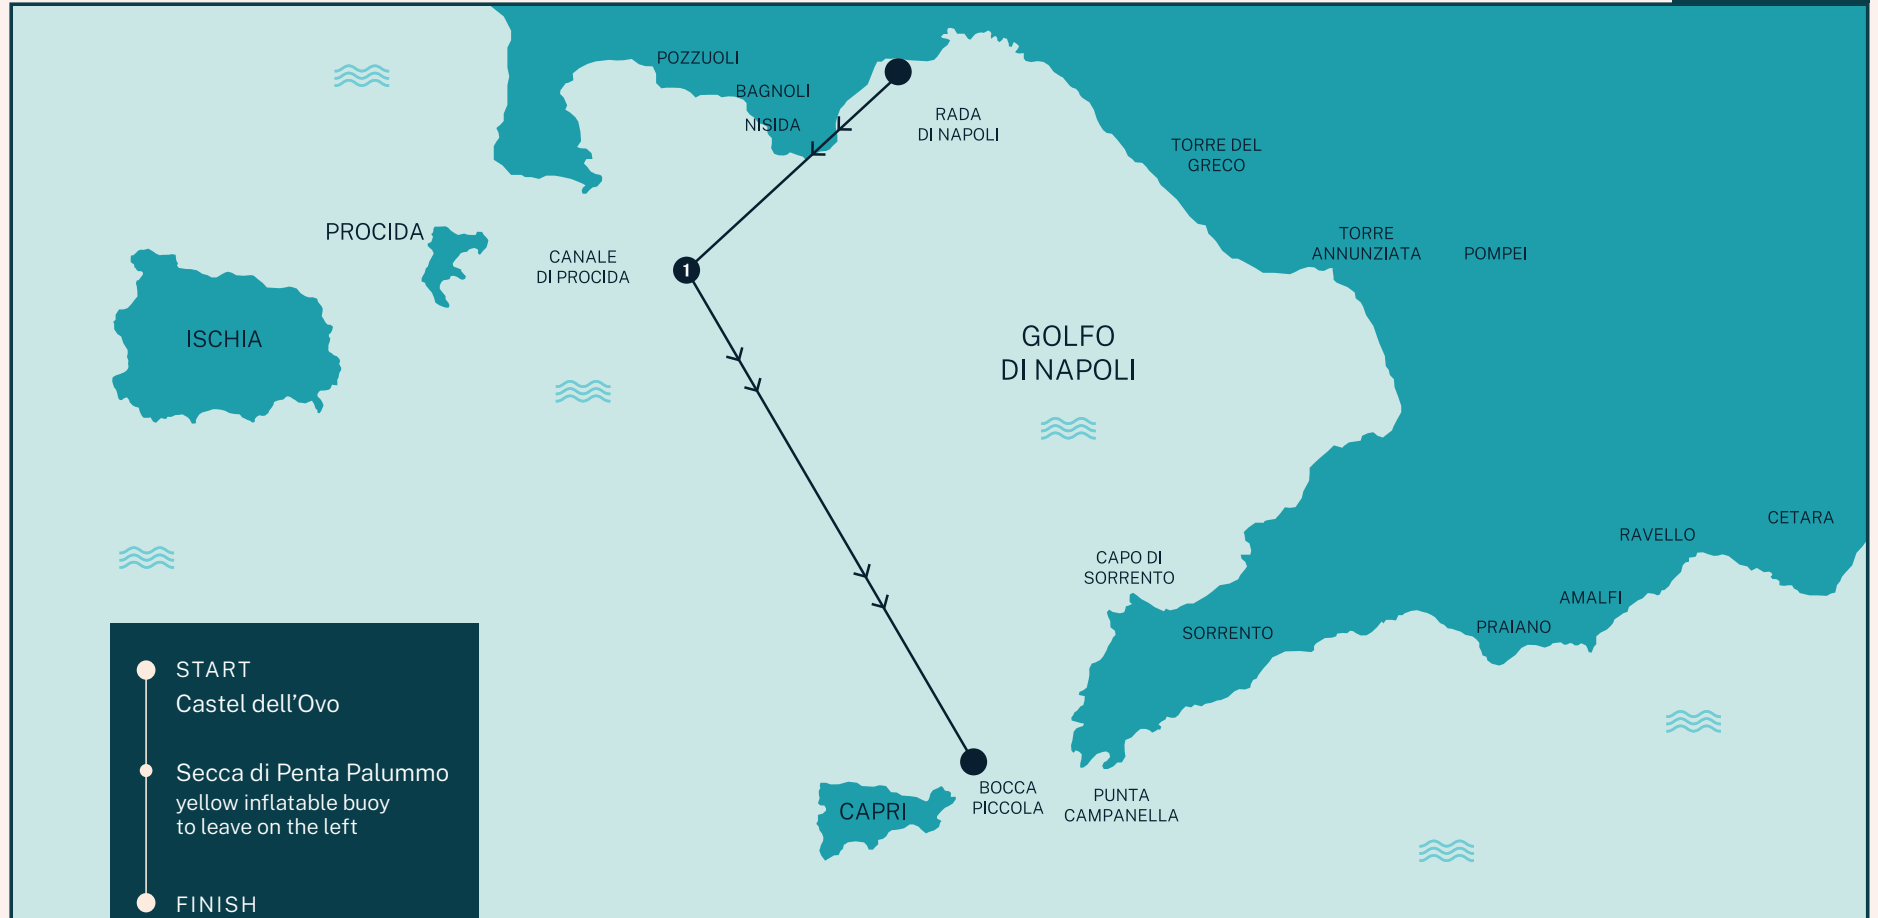 POZZUOLI
BAGNOLI
NISIDA
RADA
DI NAPOLI
TORRE DEL
GRECO
PROCIDA
CANALE
DI PROCIDA
1
TORRE
ANNUNZIATA
POMPEI
ISCHIA
GOLFO
DI NAPOLI
CETARA
RAVELLO
CAPO DI
SORRENTO
AMALFI
PRAIANO
SORRENTO
BOCCA
PICCOLA
PUNTA
CAMPANELLA
CAPRI
START
Castel dell'Ovo
Secca di Penta Palummo
yellow inflatable buoy
to leave on the left
FINISH